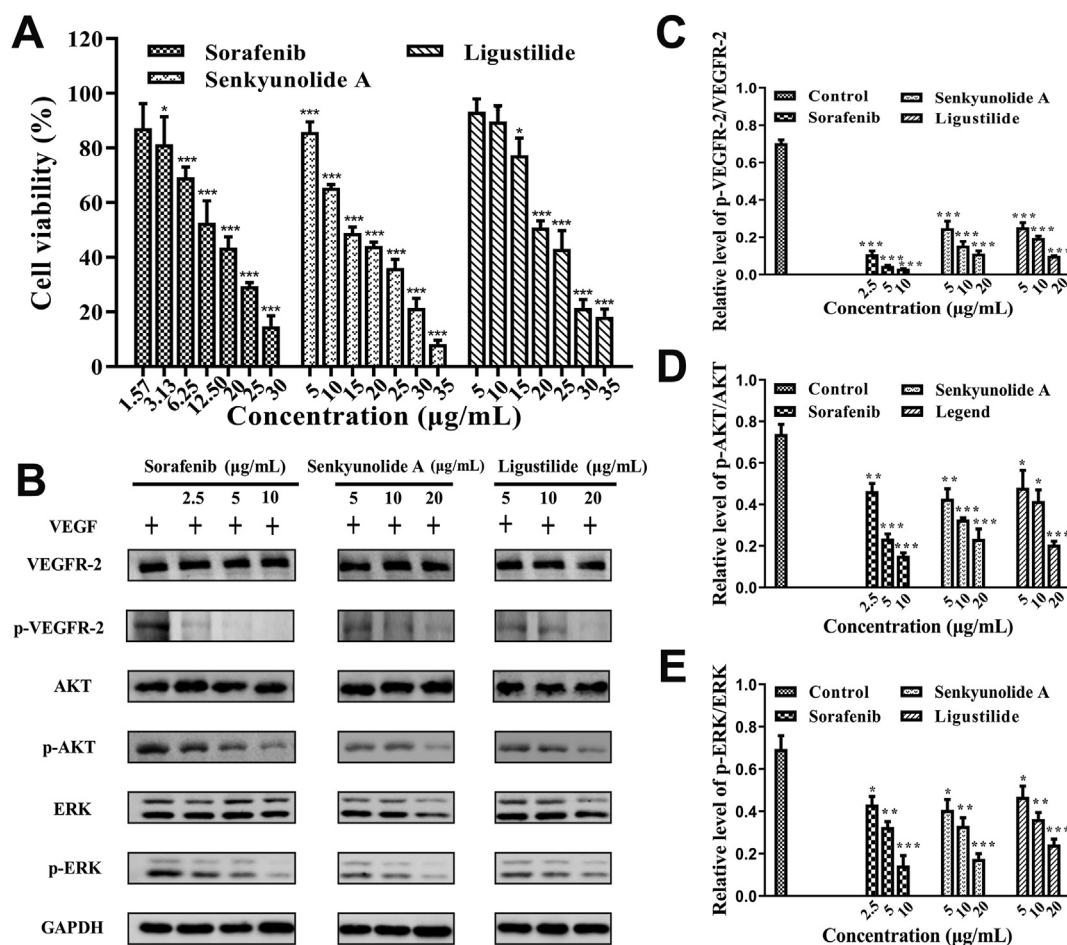 A
Cell viability (%)
120
100
80
60
40
20
0
Sorafenib
Senkyunolide A
Ligustilide
*
***
***
***
***
***
***
***
***
***
***
***
***
*
***
***
***
***
1.57
3.13
6.25
12.50
20
25
30
5
10
15
20
25
30
35
5
10
15
20
25
30
35
Concentration (μg/mL)
B
Sorafenib (μg/mL)
Senkyunolide A (μg/mL)
Ligustilide (μg/mL)
2.5 5 10
5 10 20
5 10 20
VEGF + + + + + + + + + +
VEGFR-2
p-VEGFR-2
AKT
p-AKT
ERK
p-ERK
GAPDH
C
Relative level of p-VEGFR-2/VEGFR-2
1.0
0.8
0.6
0.4
0.2
0.0
Control
Sorafenib
Senkyunolide A
Ligustilide
***
***
***
***
***
***
***
***
***
2.5
5
10
5
10
20
5
10
20
Concentration (μg/mL)
D
Relative level of p-AKT/AKT
1.0
0.8
0.6
0.4
0.2
0.0
Control
Sorafenib
Senkyunolide A
Legend
**
***
***
**
***
***
*
*
***
2.5
5
10
5
10
20
5
10
20
Concentration (μg/mL)
E
Relative level of p-ERK/ERK
1.0
0.8
0.6
0.4
0.2
0.0
Control
Sorafenib
Senkyunolide A
Ligustilide
*
**
***
*
**
***
*
**
***
2.5
5
10
5
10
20
5
10
20
Concentration (μg/mL)